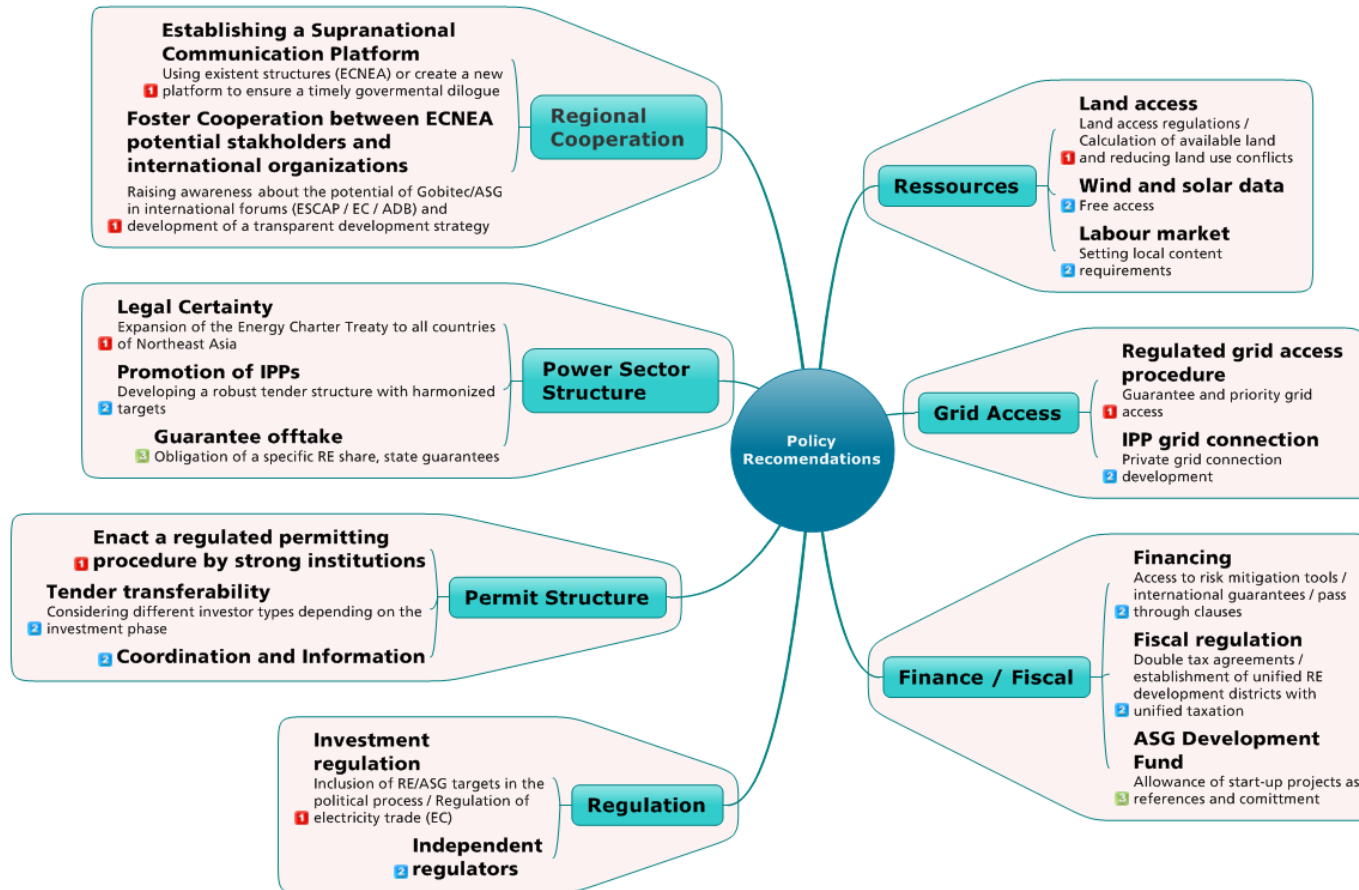 Establishing a Supranational
Communication Platform
Using existent structures (ECNEA) or create a new
1 platform to ensure a timely govermental dilogue
Foster Cooperation between ECNEA
potential stakholders and
international organizations
Raising awareness about the potential of Gobitec/ASG
in international forums (ESCAP / EC / ADB) and
1 development of a transparent development strategy
Regional
Cooperation
Legal Certainty
Expansion of the Energy Charter Treaty to all countries
1 of Northeast Asia
Promotion of IPPs
Developing a robust tender structure with harmonized
2 targets
Guarantee offtake
3 Obligation of a specific RE share, state guarantees
Power Sector
Structure
Enact a regulated permitting
1 procedure by strong institutions
Tender transferability
Considering different investor types depending on the
2 investment phase
2 Coordination and Information
Permit Structure
Investment
regulation
Inclusion of RE/ASG targets in the
political process / Regulation of
1 electricity trade (EC)
Independent
2 regulators
Regulation
Policy
Recomendations
Ressources
Land access
Land access regulations /
Calculation of available land
1 and reducing land use conflicts
Wind and solar data
2 Free access
Labour market
Setting local content
2 requirements
Grid Access
Regulated grid access
procedure
Guarantee and priority grid
1 access
IPP grid connection
Private grid connection
2 development
Finance / Fiscal
Financing
Access to risk mitigation tools /
international guarantees / pass
2 through clauses
Fiscal regulation
Double tax agreements /
establishment of unified RE
development districts with
2 unified taxation
ASG Development
Fund
Allowance of start-up projects as
3 references and comittment